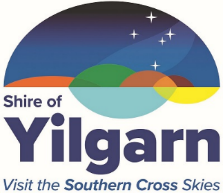 Shire of
Yilgarn
Visit the Southern Cross Skies